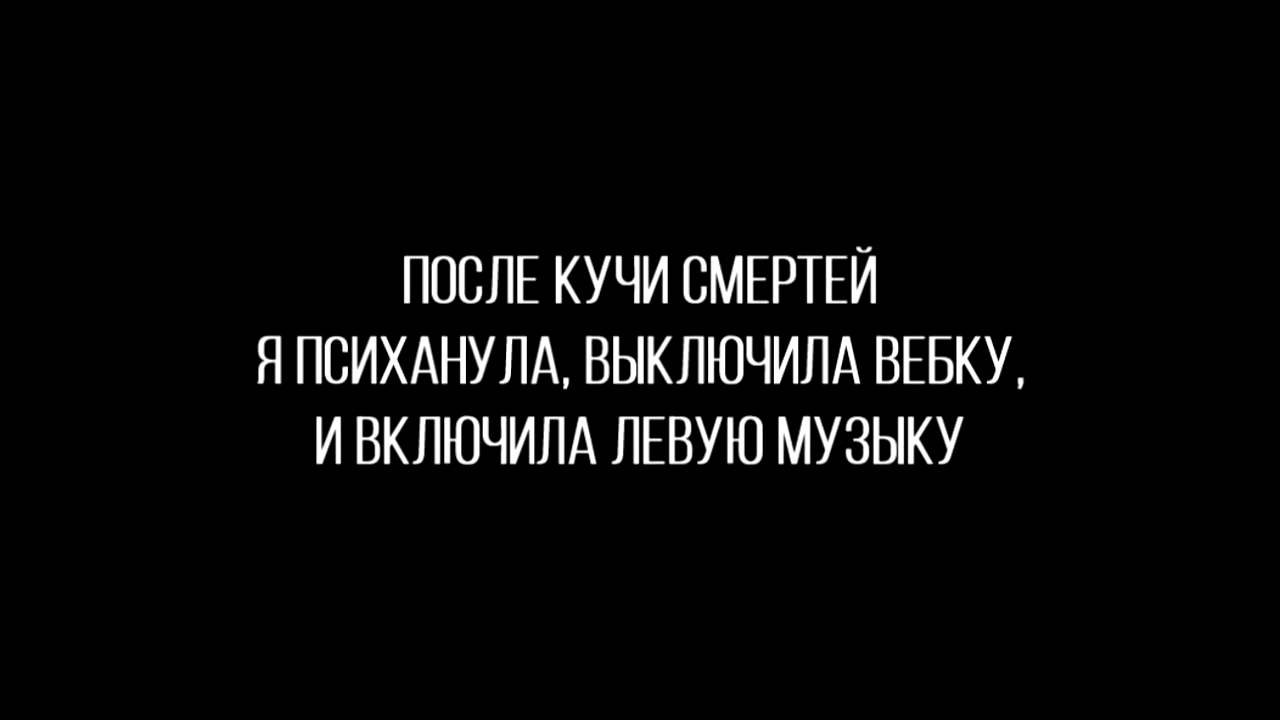 ПОСЛЕ КУЧИ СМЕРТЕЙ
Я ПСИХАНУЛА, ВЫКЛЮЧИЛА ВЕБКУ,
И ВКЛЮЧИЛА ЛЕВУЮ МУЗЫКУ